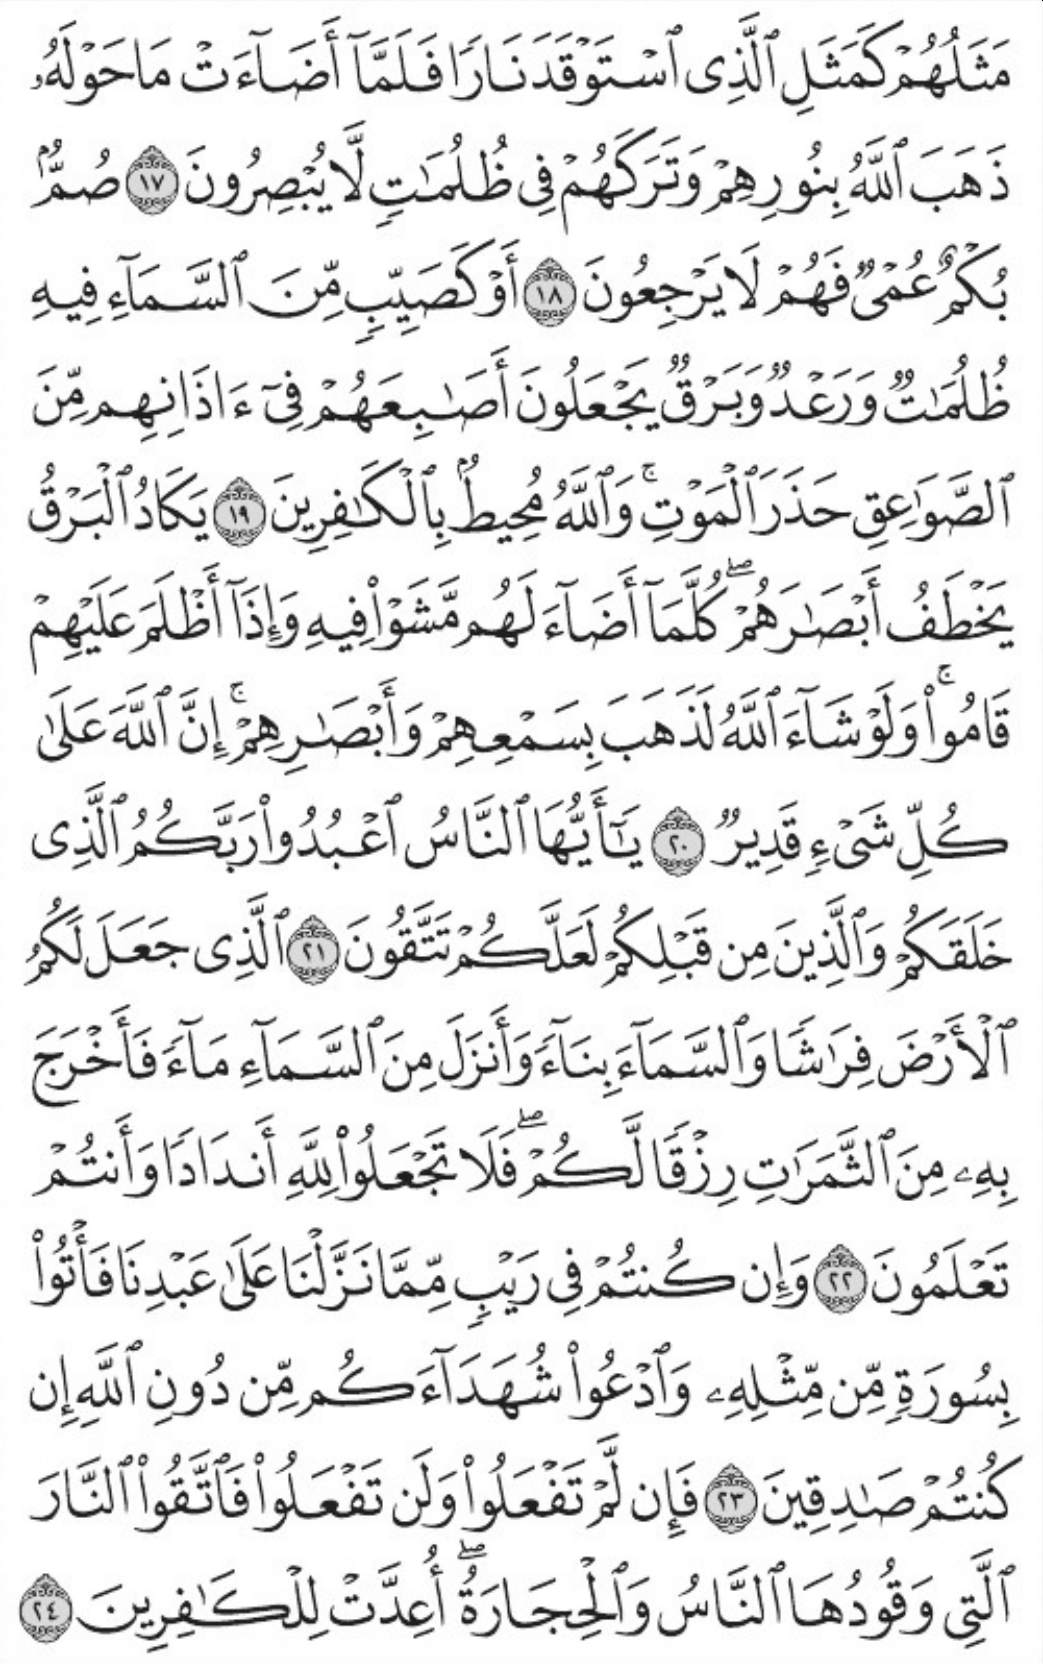 مَثَلُهُمْ كَمَثَلِ ٱلَّذِى ٱسْتَوْقَدَ نَارًا فَلَمَّآ أَضَآءَتْ مَا حَوْلَهُۥ
ذَهَبَ ٱللَّهُ بِنُورِهِمْ وَتَرَكَهُمْ فِى ظُلُمَـٰتٍ لَّا يُبْصِرُونَ ١٧ صُمٌّۢ
بُكْمٌ عُمْىٌ فَهُمْ لَا يَرْجِعُونَ ١٨ أَوْ كَصَيِّبٍ مِّنَ ٱلسَّمَآءِ فِيهِ
ظُلُمَـٰتٌ وَرَعْدٌ وَبَرْقٌ يَجْعَلُونَ أَصَـٰبِعَهُمْ فِىٓ ءَاذَانِهِم مِّنَ
ٱلصَّوَٰعِقِ حَذَرَ ٱلْمَوْتِ ۚ وَٱللَّهُ مُحِيطٌۢ بِٱلْكَـٰفِرِينَ ١٩ يَكَادُ ٱلْبَرْقُ
يَخْطَفُ أَبْصَـٰرَهُمْ ۖ كُلَّمَآ أَضَآءَ لَهُم مَّشَوْا۟ فِيهِ وَإِذَآ أَظْلَمَ عَلَيْهِمْ
قَامُوا۟ ۚ وَلَوْ شَآءَ ٱللَّهُ لَذَهَبَ بِسَمْعِهِمْ وَأَبْصَـٰرِهِمْ ۚ إِنَّ ٱللَّهَ عَلَىٰ
كُلِّ شَىْءٍ قَدِيرٌ ٢٠ يَـٰٓأَيُّهَا ٱلنَّاسُ ٱعْبُدُوا۟ رَبَّكُمُ ٱلَّذِى
خَلَقَكُمْ وَٱلَّذِينَ مِن قَبْلِكُمْ لَعَلَّكُمْ تَتَّقُونَ ٢١ ٱلَّذِى جَعَلَ لَكُمُ
ٱلْأَرْضَ فِرَٰشًا وَٱلسَّمَآءَ بِنَآءً وَأَنزَلَ مِنَ ٱلسَّمَآءِ مَآءً فَأَخْرَجَ
بِهِۦ مِنَ ٱلثَّمَرَٰتِ رِزْقًا لَّكُمْ ۖ فَلَا تَجْعَلُوا۟ لِلَّهِ أَندَادًا وَأَنتُمْ
تَعْلَمُونَ ٢٢ وَإِن كُنتُمْ فِى رَيْبٍ مِّمَّا نَزَّلْنَا عَلَىٰ عَبْدِنَا فَأْتُوا۟
بِسُورَةٍ مِّن مِّثْلِهِۦ وَٱدْعُوا۟ شُهَدَآءَكُم مِّن دُونِ ٱللَّهِ إِن
كُنتُمْ صَـٰدِقِينَ ٢٣ فَإِن لَّمْ تَفْعَلُوا۟ وَلَن تَفْعَلُوا۟ فَٱتَّقُوا۟ ٱلنَّارَ
ٱلَّتِى وَقُودُهَا ٱلنَّاسُ وَٱلْحِجَارَةُ ۖ أُعِدَّتْ لِلْكَـٰفِرِينَ ٢٤